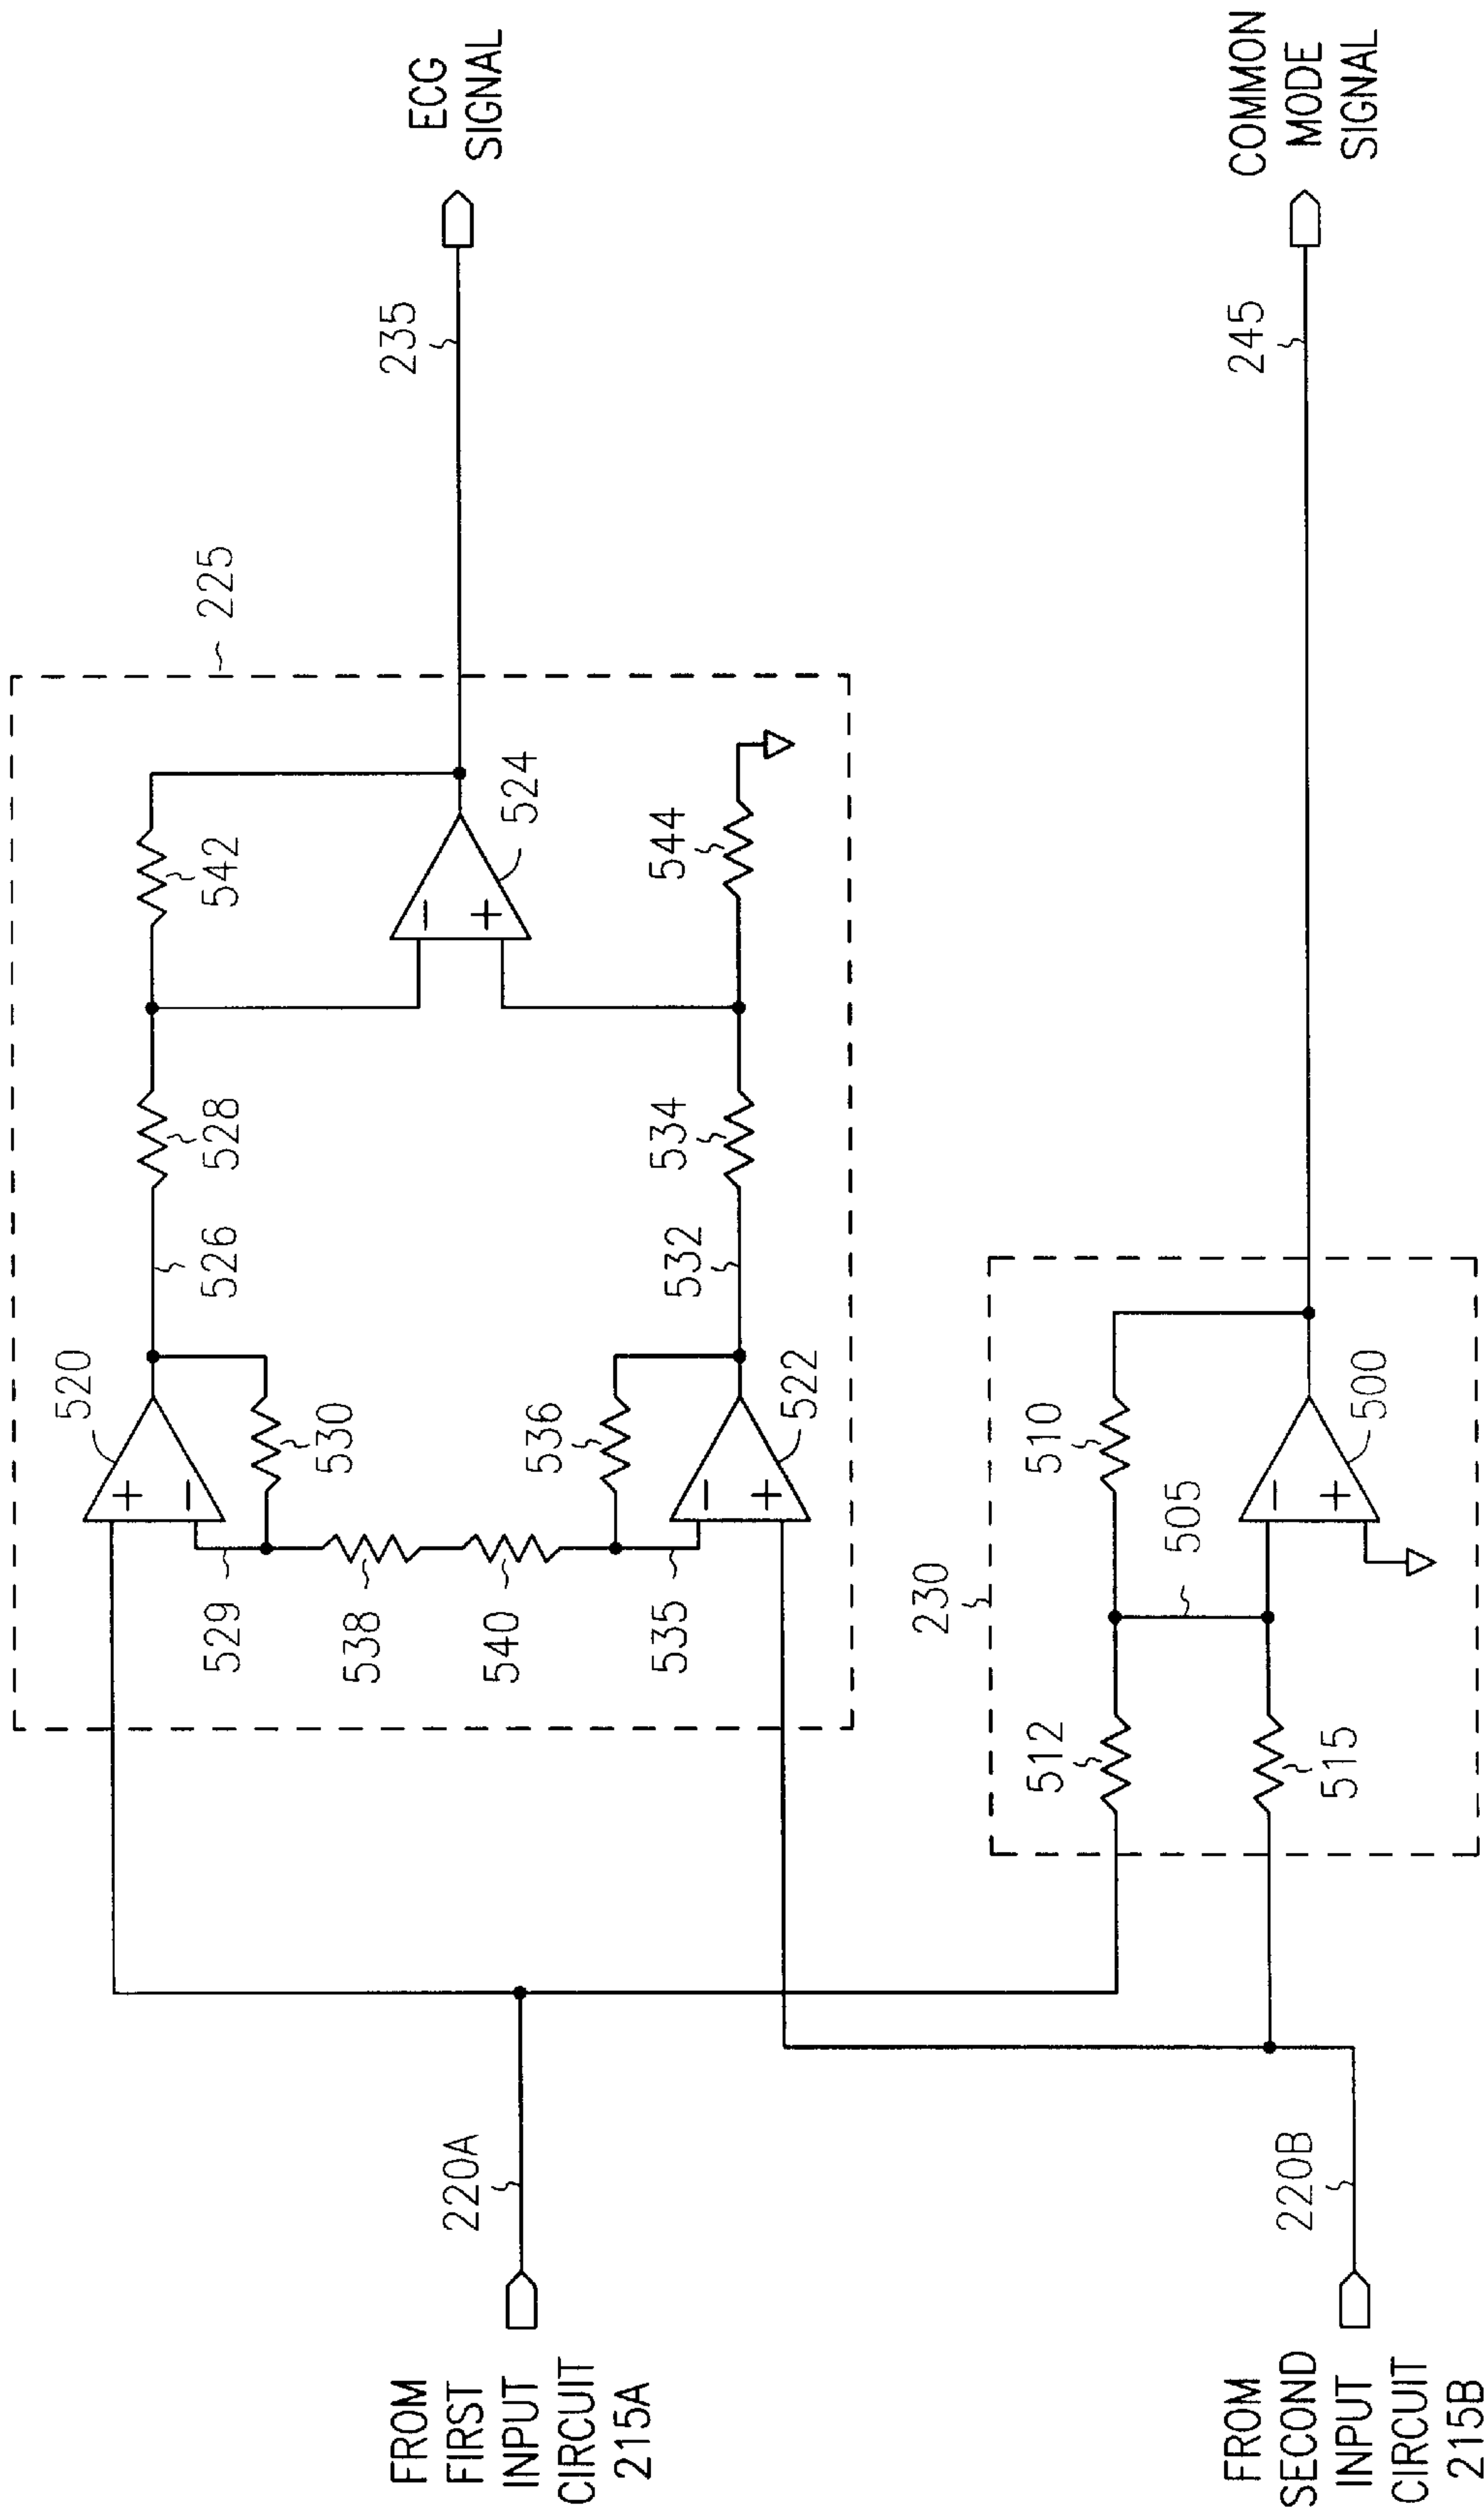 ECG
SIGNAL
235
225
542
524
544
528
534
526
532
520
+
−
530
536
522
−
+
−
+
529
538
540
535
COMMON
MODE
SIGNAL
245
230
510
505
500
−
+
512
515
220A
220B
FROM
FIRST
INPUT
CIRCUIT
215A
FROM
SECOND
INPUT
CIRCUIT
215B